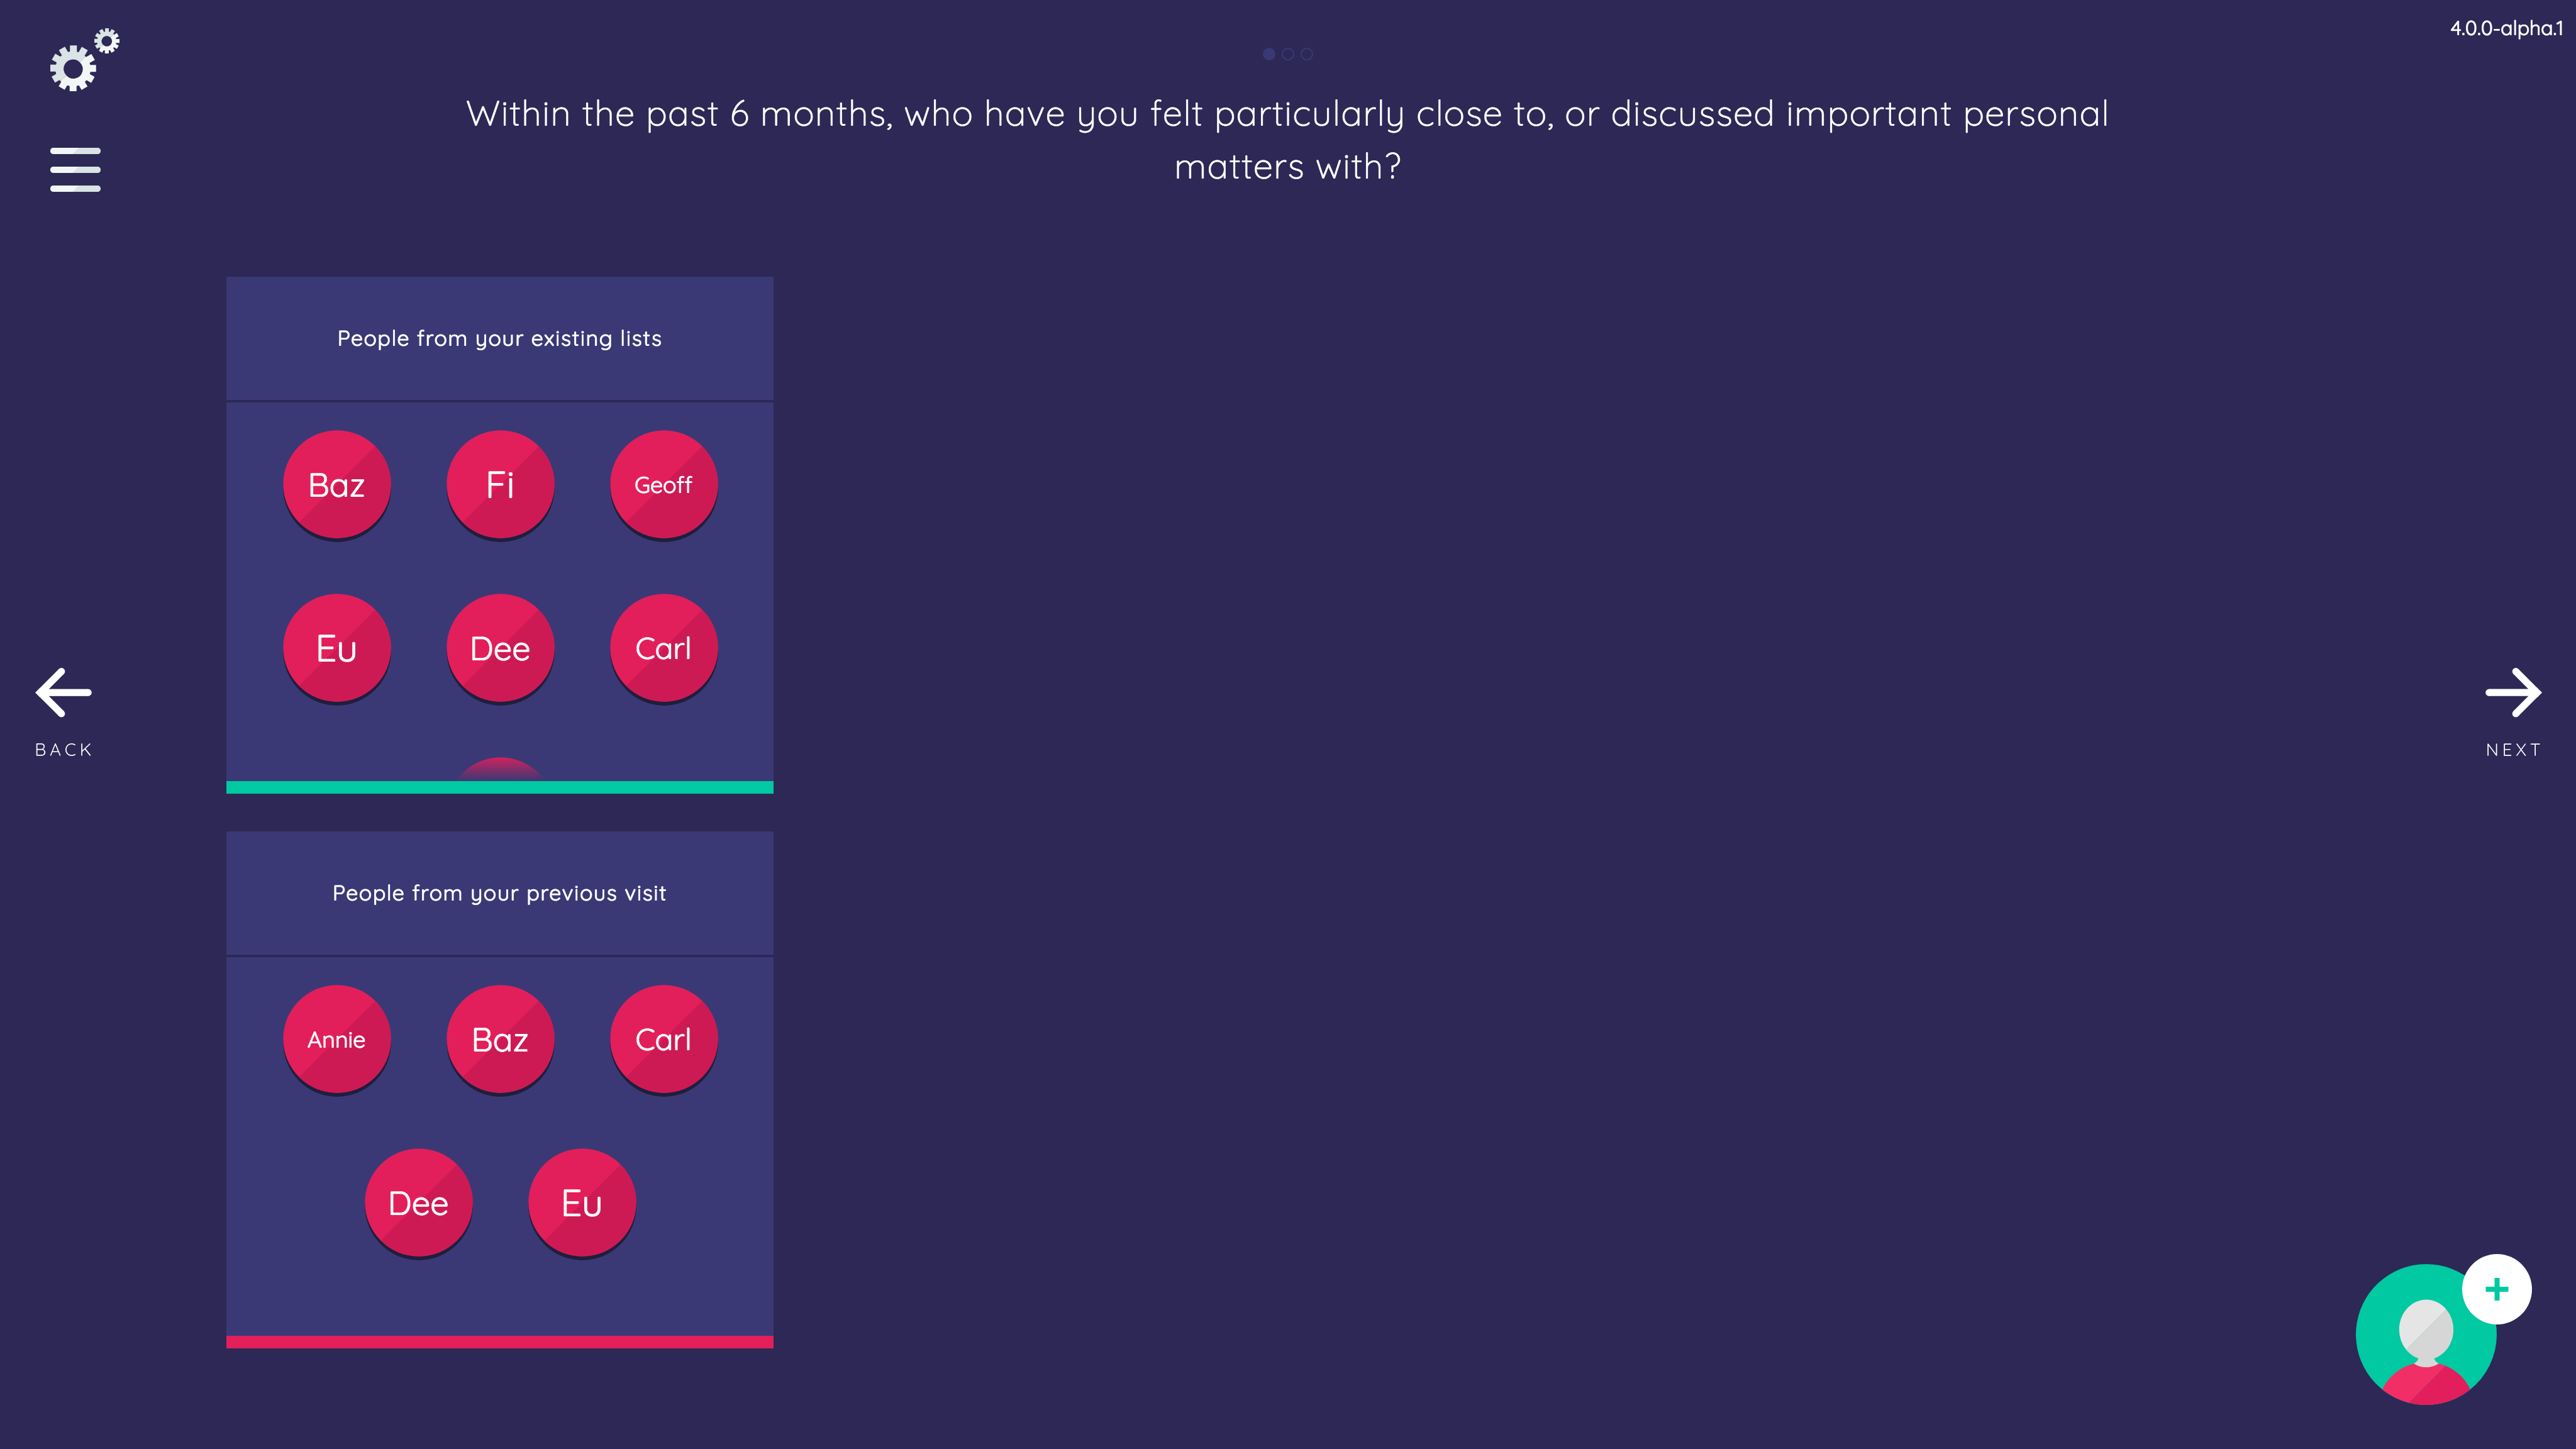 4.0.0-alpha.1
Within the past 6 months, who have you felt particularly close to, or discussed important personal
matters with?
People from your existing lists
Baz Fi Geoff
Eu Dee Carl
BACK
NEXT
People from your previous visit
Annie Baz Carl
Dee Eu